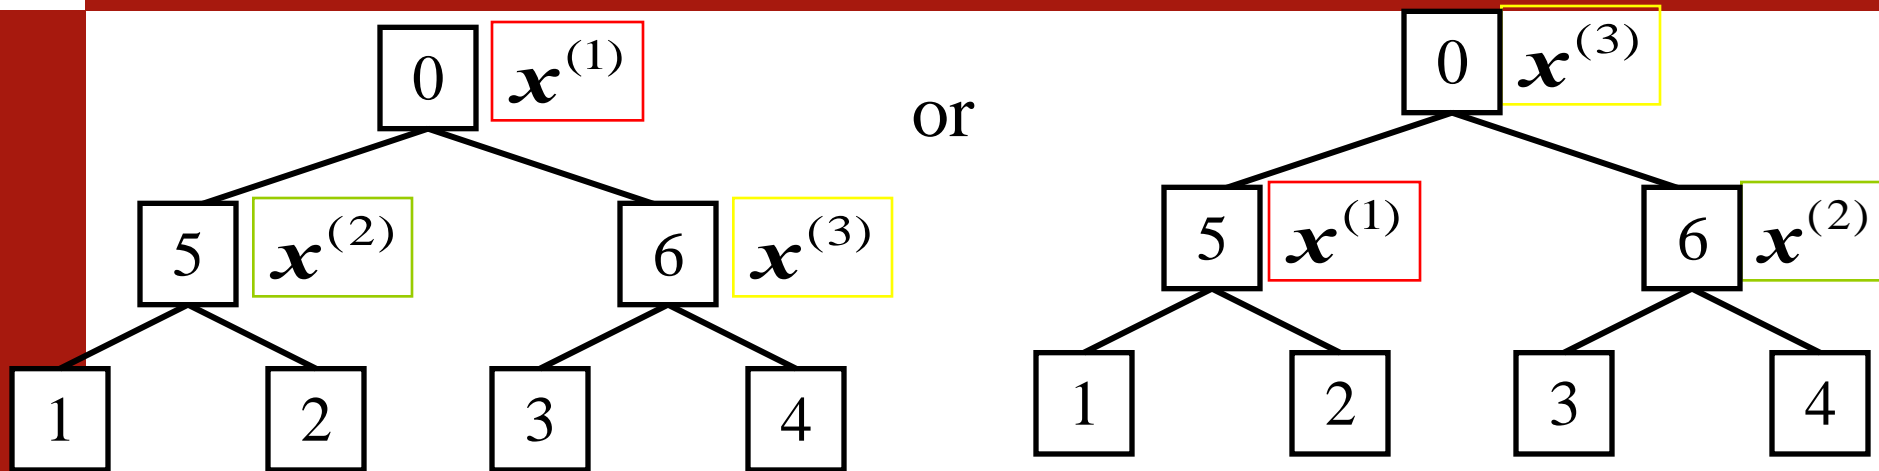 0 x^(1) or 0 x^(3)
5 x^(2) 6 x^(3) 5 x^(1) 6 x^(2)
1 2 3 4 1 2 3 4